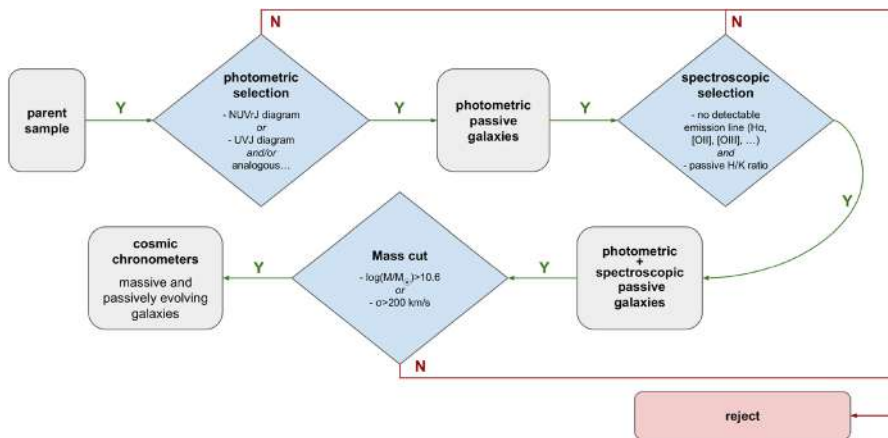 N
N
photometric
selection
- NUVrJ diagram
or
- UVJ diagram
and/or
analogous…
spectroscopic
selection
- no detectable
emission line (Hα,
[OII], [OIII], …)
and
- passive H/K ratio
parent
sample
Y
Y
photometric
passive
galaxies
Y
Y
cosmic
chronometers
massive and
passively evolving
galaxies
Y
Mass cut
- log(M/M☉)>10.6
or
- σ>200 km/s
Y
photometric
+
spectroscopic
passive
galaxies
N
reject